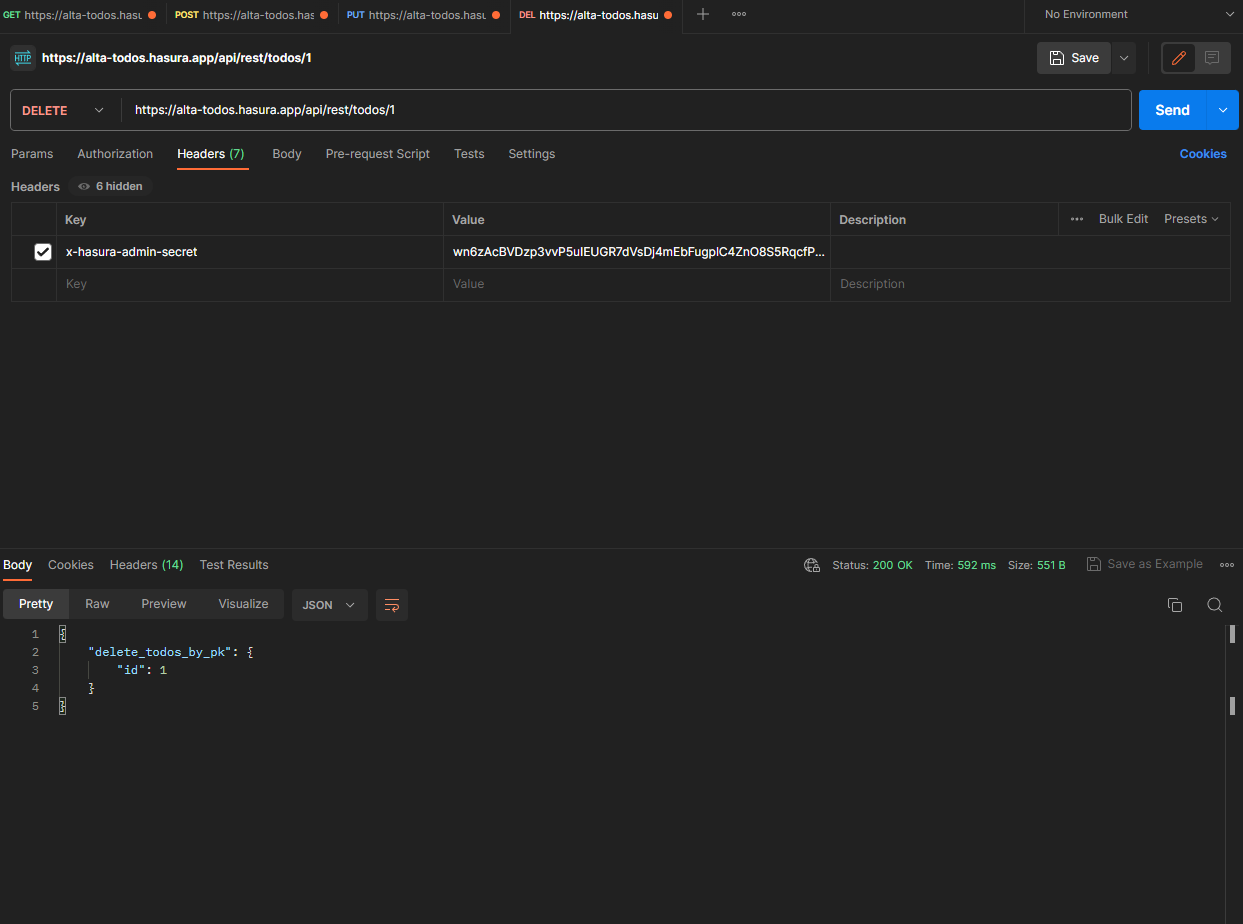 GET https://alta-todos.hasu POST https://alta-todos.has PUT https://alta-todos.hasu DEL https://alta-todos.hasu No Environment
HTTP https://alta-todos.hasura.app/api/rest/todos/1 Save
DELETE https://alta-todos.hasura.app/api/rest/todos/1 Send
Params Authorization Headers (7) Body Pre-request Script Tests Settings Cookies
Headers 6 hidden
Key Value Description Bulk Edit Presets
x-hasura-admin-secret
Key Value Description
Body Cookies Headers (14) Test Results Status: 200 OK Time: 592 ms Size: 551 B Save as Example
Pretty Raw Preview Visualize JSON
1 {
2 "delete_todos_by_pk": {
3 "id": 1
4 }
5 }